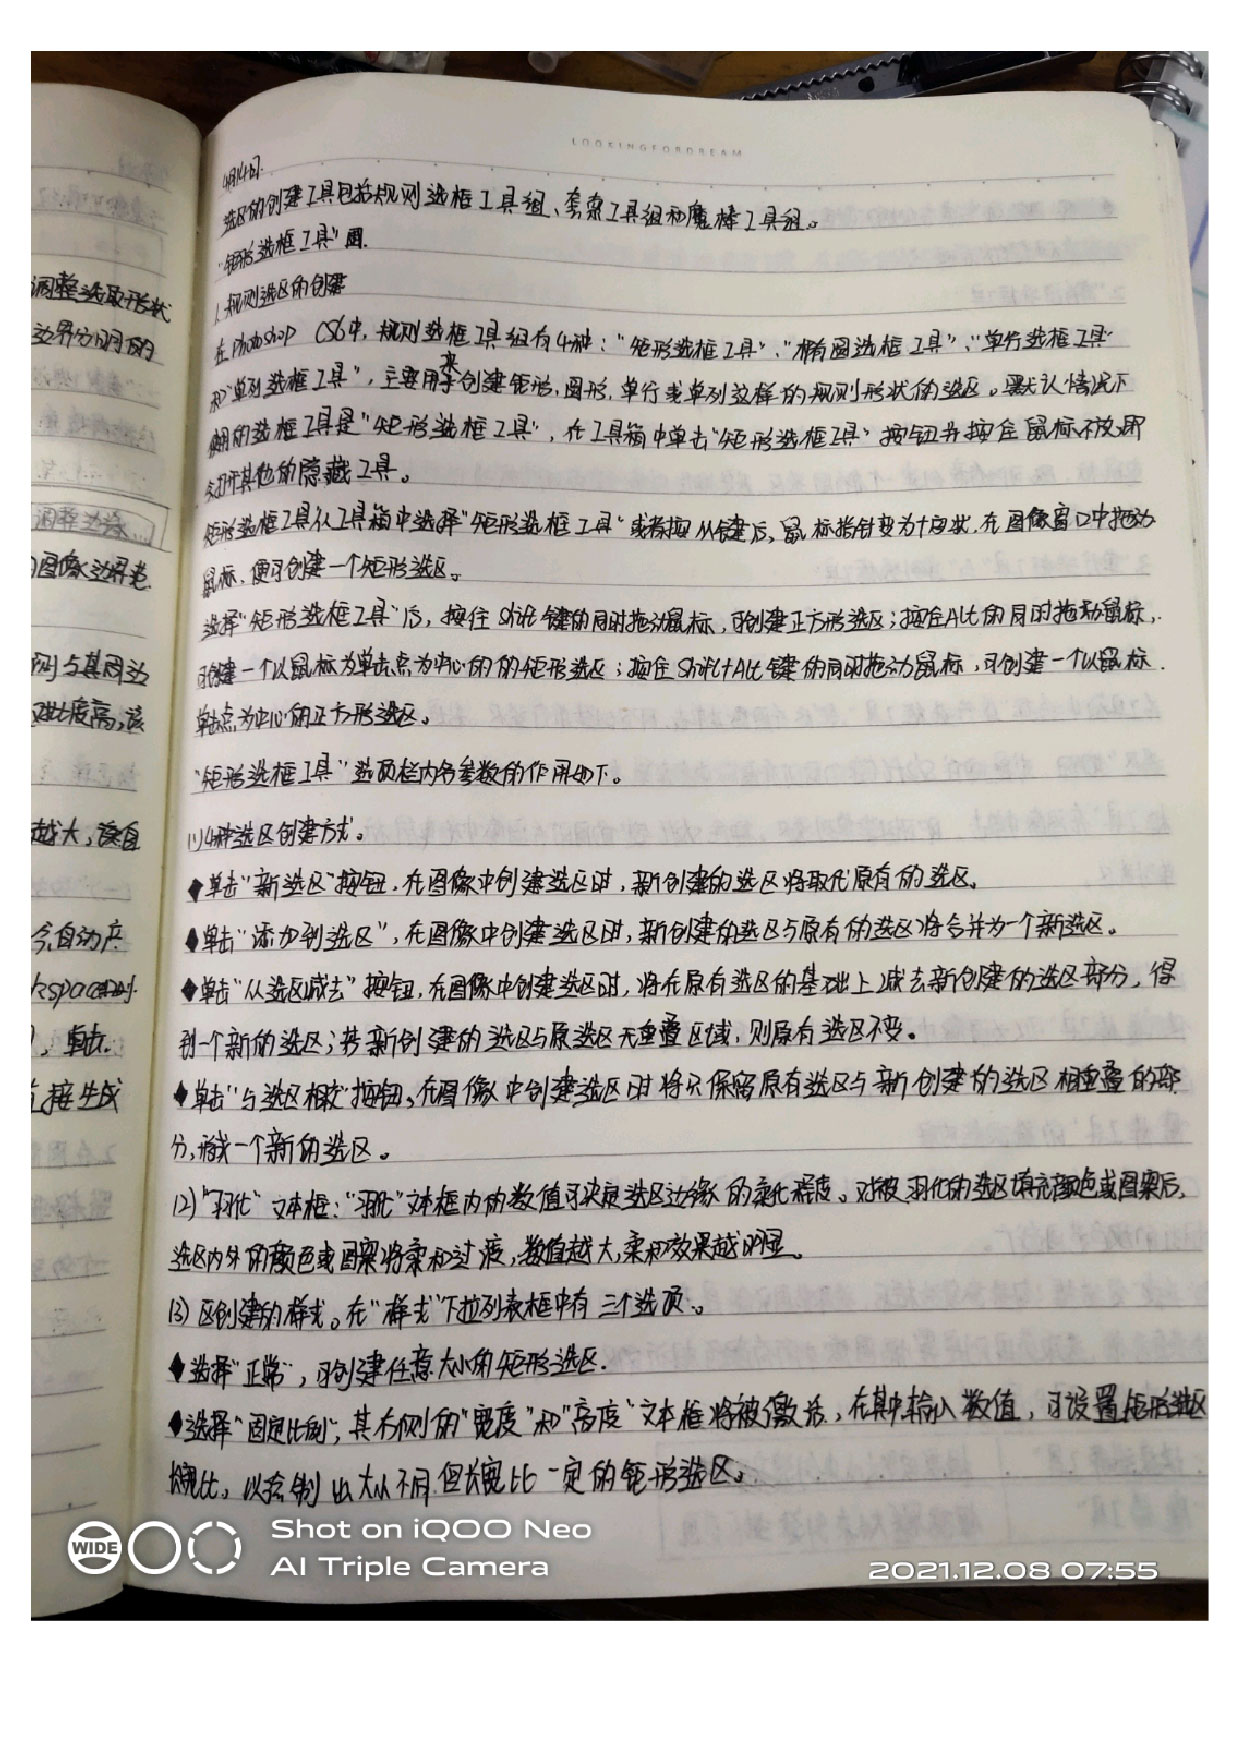 LOOKINGFORDREAM
4月14日.
选区的创建工具包括规则选框工具组、套索工具组和魔棒工具组。
"矩形选框工具"圆.
1.规则选区的创建
在photoshop CS6中,规则选框工具组有4种:"矩形选框工具"、"椭圆选框工具"、"单行选框工具"
和"单列选框工具",主要用来创建矩形、圆形、单行或单列这样的规则形状的选区。默认情况下
的选框工具是"矩形选框工具",在工具箱中单击"矩形选框工具"按钮并按住鼠标不放,即
会打开其他的隐藏工具。
矩形选框工具从工具箱中选择"矩形选框工具"或者按M键后,鼠标指针变为十字状.在图像窗口中拖动
鼠标,便可创建一个矩形选区。
选择"矩形选框工具"后,按住Shift键的同时拖动鼠标,可创建正方形选区;按住Alt的同时拖动鼠标,
可创建一个以鼠标为单击点为中心的的矩形选区;按住Shift+Alt键的同时拖动鼠标,可创建一个以鼠标
单击点为中心的正方形选区。
"矩形选框工具"选项栏内各参数的作用如下。
(1)4种选区创建方式。
◆单击"新选区"按钮,在图像中创建选区时,新创建的选区将取代原有的选区。
◆单击"添加到选区",在图像中创建选区时,新创建的选区与原有的选区将合并为一个新选区。
◆单击"从选区减去"按钮,在图像中创建选区时,将在原有选区的基础上减去新创建的选区部分,得
到一个新的选区;若新创建的选区与原选区无重叠区域,则原有选区不变。
◆单击"与选区相交"按钮,在图像中创建选区时将只保留原有选区与新创建的选区相重叠的部
分,形成一个新的选区。
(2)"羽化"文本框:"羽化"文本框内的数值可决定选区边缘的柔化程度。对被羽化的选区填充颜色或图案后,
选区内外的颜色或图案将柔和过渡,数值越大,柔和效果越明显。
(3)区创建的样式。在"样式"下拉列表框中有三个选项。
◆选择"正常",可创建任意大小的矩形选区.
◆选择"固定比例",其右侧的"宽度"和"高度"文本框将被激活,在其中输入数值,可设置矩形选区
长宽比,以绘制出大小不同.但长宽比一定的矩形选区。
调整选取形状
边界分明的
调整边缘
图像边界卷
与其周边
对比度高,该
越大,该自
会自动产
单击
接生成
WIDE
Shot on iQOO Neo
AI Triple Camera
2021.12.08 07:55